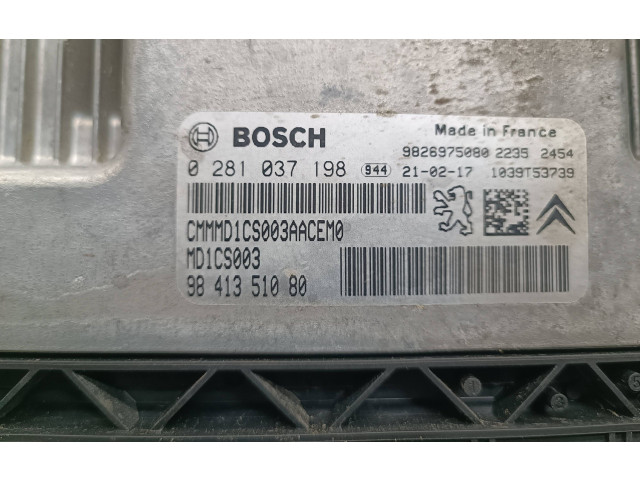 BOSCH
Made in France
9826975080 2235 2454
0 281 037 198 944 21-02-17 1039T53739
CMMMD1CS003AACEM0
MD1CS003
98 413 510 80